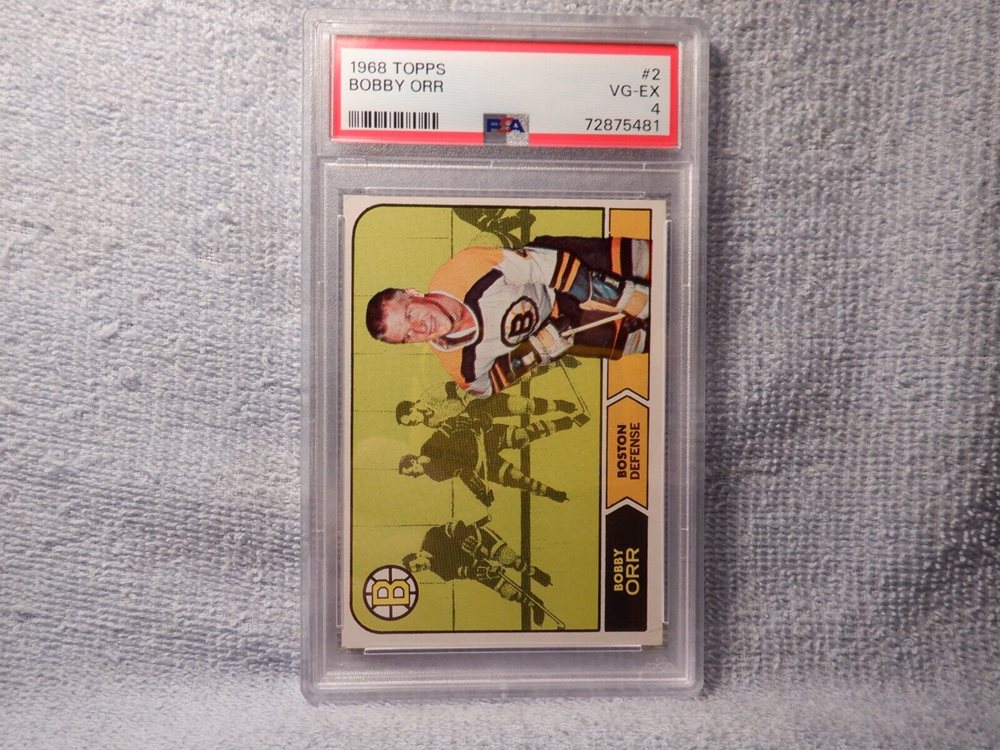 1968 TOPPS
BOBBY ORR
#2
VG-EX
4
72875481
PSA
B
BOSTON
DEFENSE
BOBBY
ORR
B